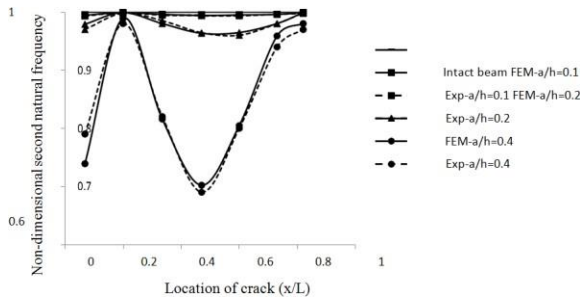 1
0.9
0.8
0.7
0.6
Non-dimensional second natural frequency
Intact beam FEM-a/h=0.1
Exp-a/h=0.1 FEM-a/h=0.2
Exp-a/h=0.2
FEM-a/h=0.4
Exp-a/h=0.4
0 0.2 0.4 0.6 0.8 1
Location of crack (x/L)